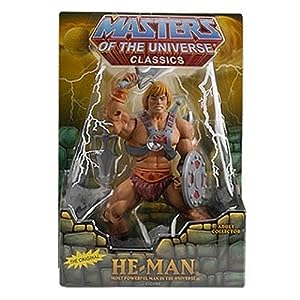 MASTERS
OF THE UNIVERSE
CLASSICS
THE ORIGINAL
ADULT
COLLECTOR
HE-MAN
MOST POWERFUL MAN IN THE UNIVERSE